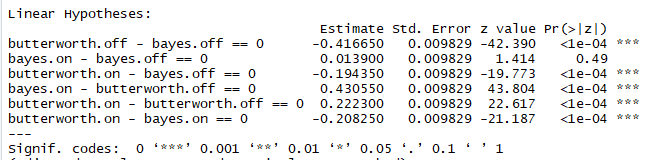 Linear Hypotheses:
Estimate Std. Error z value Pr(>|z|)
butterworth.off - bayes.off == 0 -0.416650 0.009829 -42.390 <1e-04 ***
bayes.on - bayes.off == 0 0.013900 0.009829 1.414 0.49
butterworth.on - bayes.off == 0 -0.194350 0.009829 -19.773 <1e-04 ***
bayes.on - butterworth.off == 0 0.430550 0.009829 43.804 <1e-04 ***
butterworth.on - butterworth.off == 0 0.222300 0.009829 22.617 <1e-04 ***
butterworth.on - bayes.on == 0 -0.208250 0.009829 -21.187 <1e-04 ***
---
Signif. codes: 0 ‘***’ 0.001 ‘**’ 0.01 ‘*’ 0.05 ‘.’ 0.1 ‘ ’ 1